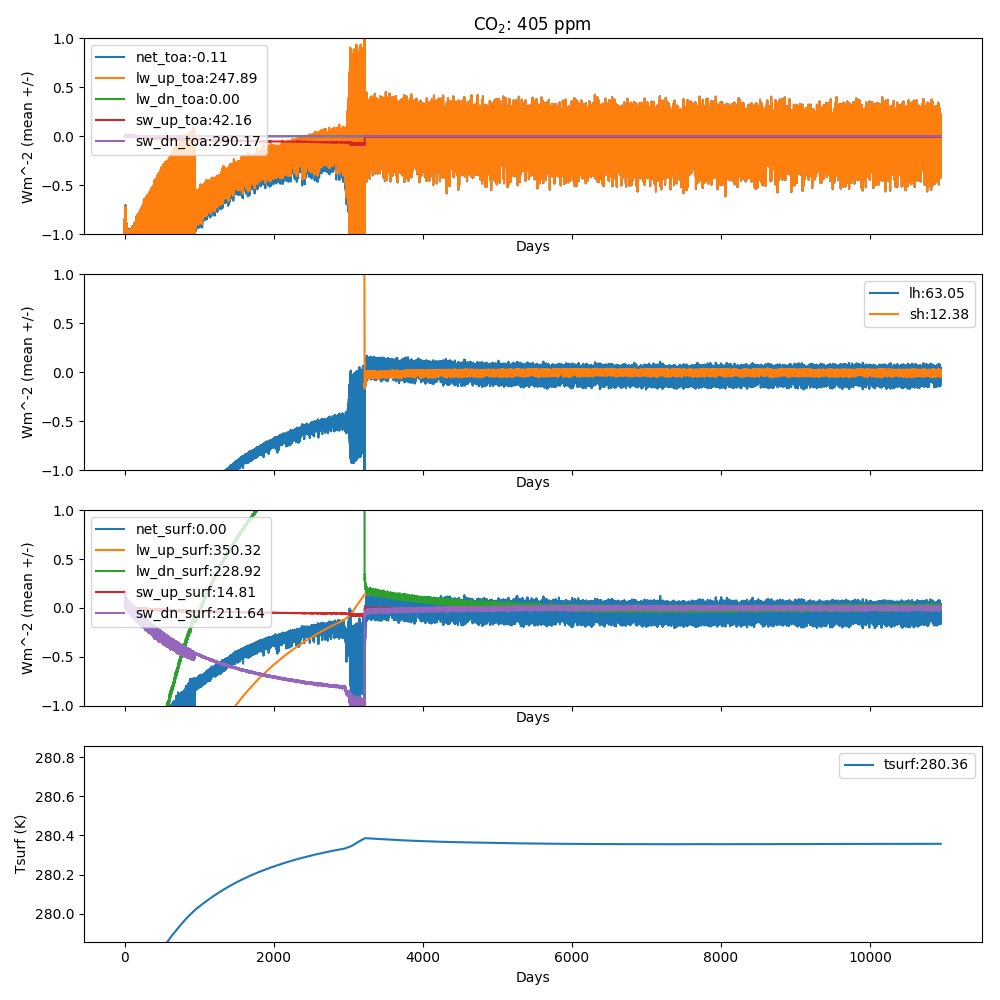 CO₂: 405 ppm
1.0
0.5
0.0
−0.5
−1.0
Wm^-2 (mean +/-)
net_toa:-0.11
lw_up_toa:247.89
lw_dn_toa:0.00
sw_up_toa:42.16
sw_dn_toa:290.17
Days
1.0
0.5
0.0
−0.5
−1.0
Wm^-2 (mean +/-)
lh:63.05
sh:12.38
Days
1.0
0.5
0.0
−0.5
−1.0
Wm^-2 (mean +/-)
net_surf:0.00
lw_up_surf:350.32
lw_dn_surf:228.92
sw_up_surf:14.81
sw_dn_surf:211.64
Days
280.8
280.6
280.4
280.2
280.0
Tsurf (K)
tsurf:280.36
0 2000 4000 6000 8000 10000
Days